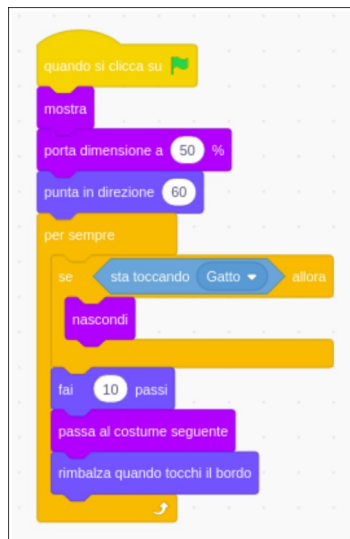 quando si clicca su
mostra
porta dimensione a 50 %
punta in direzione 60
per sempre
se sta toccando Gatto allora
nascondi
fai 10 passi
passa al costume seguente
rimbalza quando tocchi il bordo